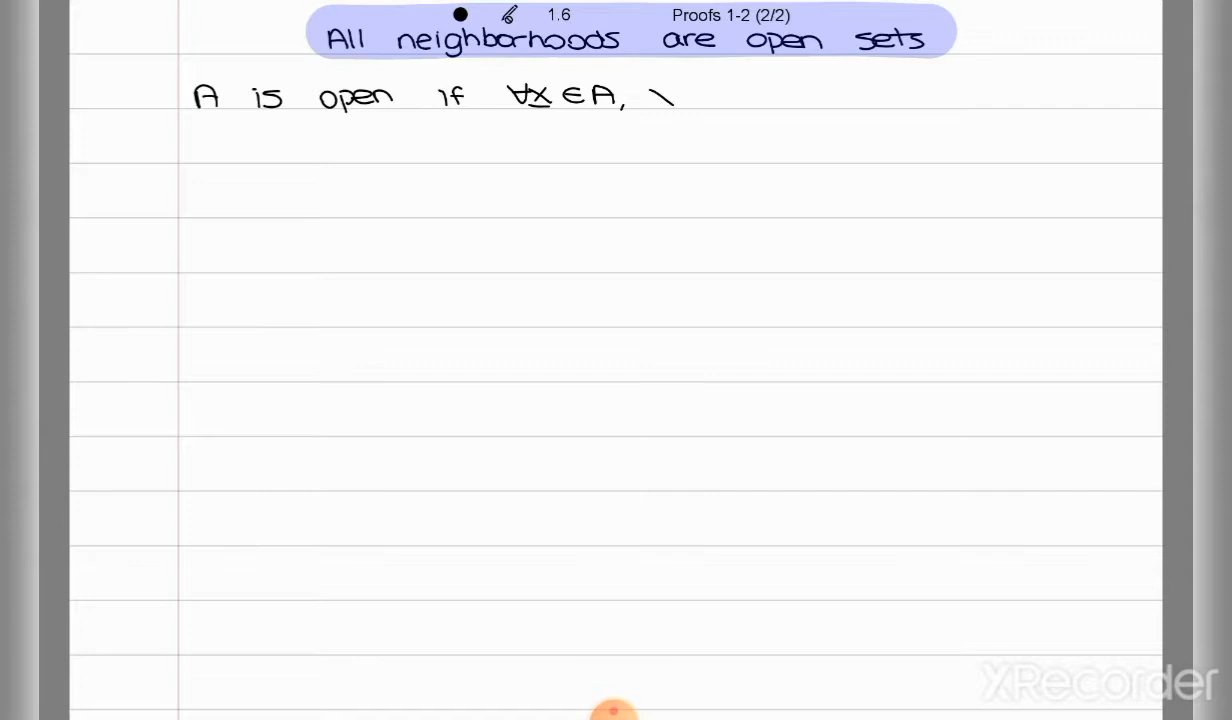 1.6 Proofs 1-2 (2/2)
All neighborhoods are open sets
A is open if ∀x ∈ A,
XRecorder